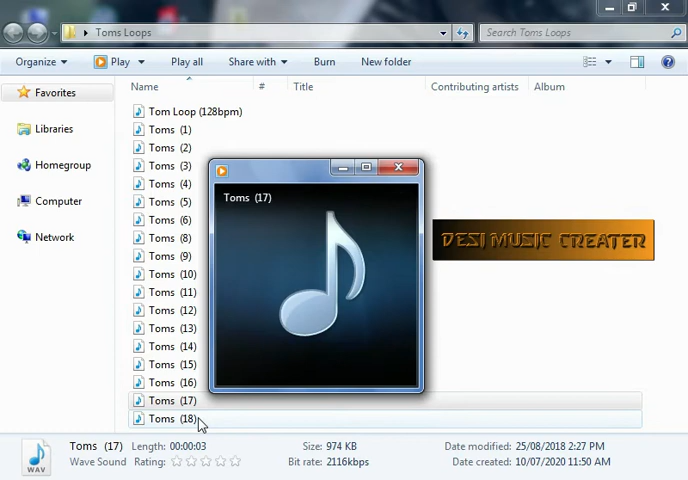 Toms Loops
Search Toms Loops
Organize Play Play all Share with Burn New folder
Name # Title Contributing artists Album
Favorites
Libraries
Homegroup
Computer
Network
Tom Loop (128bpm)
Toms (1)
Toms (2)
Toms (3)
Toms (4)
Toms (5)
Toms (6)
Toms (8)
Toms (9)
Toms (10)
Toms (11)
Toms (12)
Toms (13)
Toms (14)
Toms (15)
Toms (16)
Toms (17)
Toms (18)
Toms (17)
DESI MUSIC CREATER
Toms (17) Length: 00:00:03 Size: 974 KB Date modified: 25/08/2018 2:27 PM
WAV
Wave Sound Rating: Bit rate: 2116kbps Date created: 10/07/2020 11:50 AM